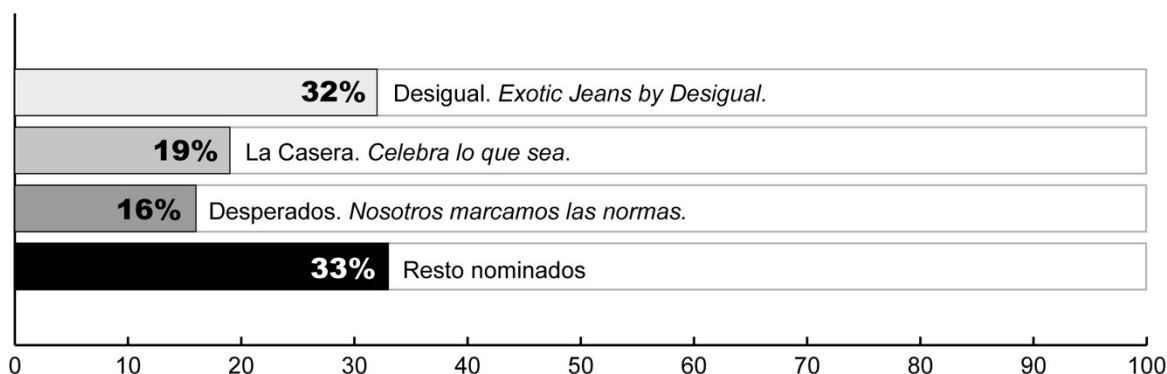 32% Desigual. Exotic Jeans by Desigual.
19% La Casera. Celebra lo que sea.
16% Desperados. Nosotros marcamos las normas.
33% Resto nominados
0 10 20 30 40 50 60 70 80 90 100